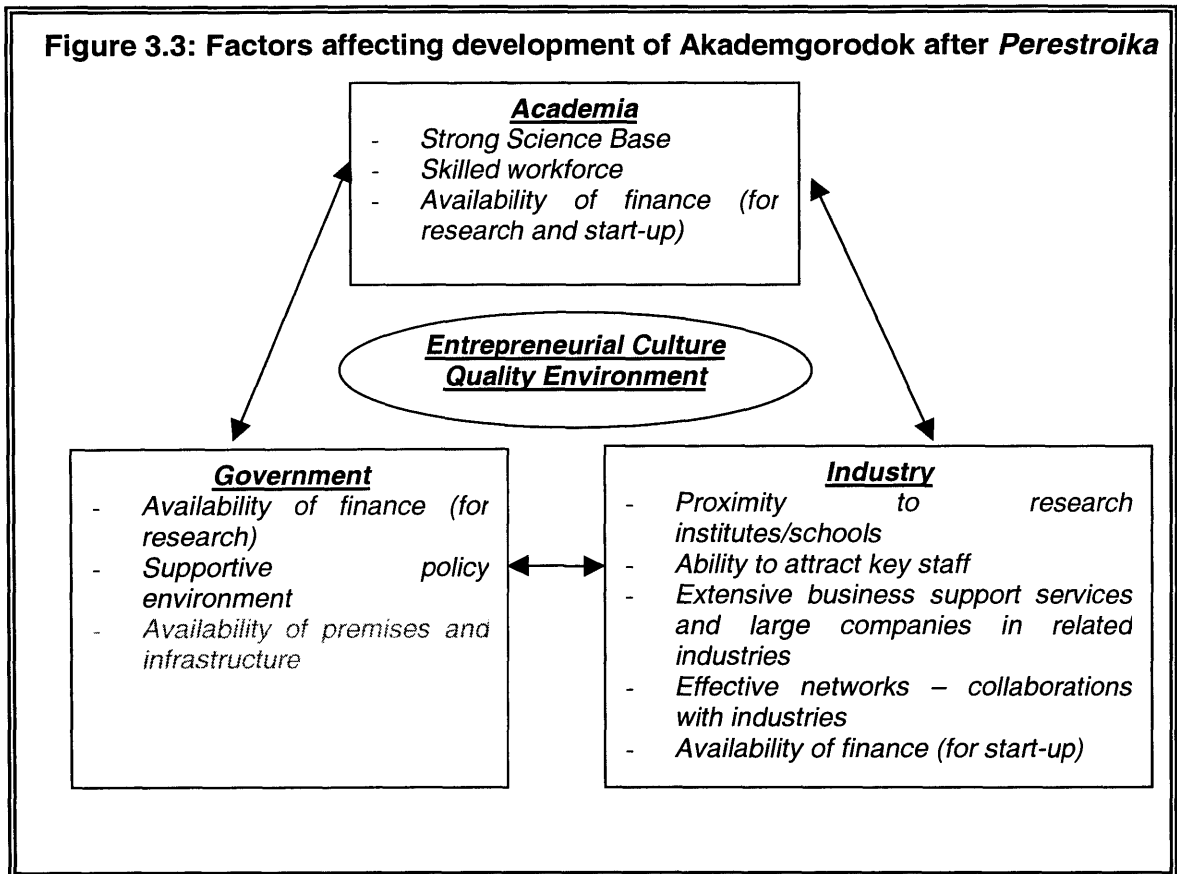 Figure 3.3: Factors affecting development of Akademgorodok after Perestroika
Academia
- Strong Science Base
- Skilled workforce
- Availability of finance (for
research and start-up)
Entrepreneurial Culture
Quality Environment
Government
- Availability of finance (for
research)
- Supportive policy
environment
- Availability of premises and
infrastructure
Industry
- Proximity to research
institutes/schools
- Ability to attract key staff
- Extensive business support services
and large companies in related
industries
- Effective networks – collaborations
with industries
- Availability of finance (for start-up)